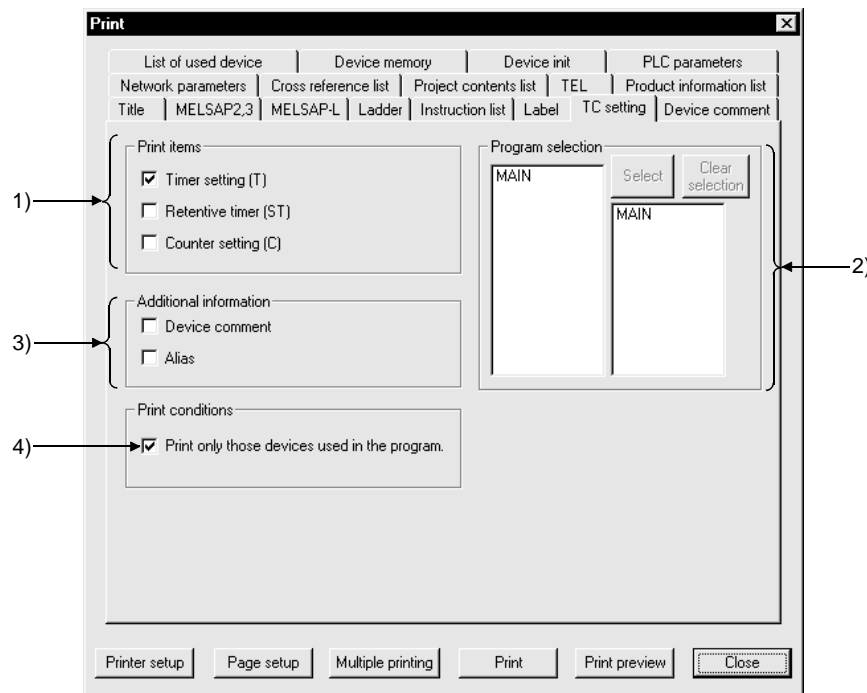 Print
List of used device Device memory Device init PLC parameters
Network parameters Cross reference list Project contents list TEL Product information list
Title MELSAP2,3 MELSAP-L Ladder Instruction list Label TC setting Device comment
1)
Print items
Timer setting (T)
Retentive timer (ST)
Counter setting (C)
Program selection
MAIN
Select
Clear
selection
MAIN
2)
3)
Additional information
Device comment
Alias
Print conditions
4)
Print only those devices used in the program.
Printer setup Page setup Multiple printing Print Print preview Close